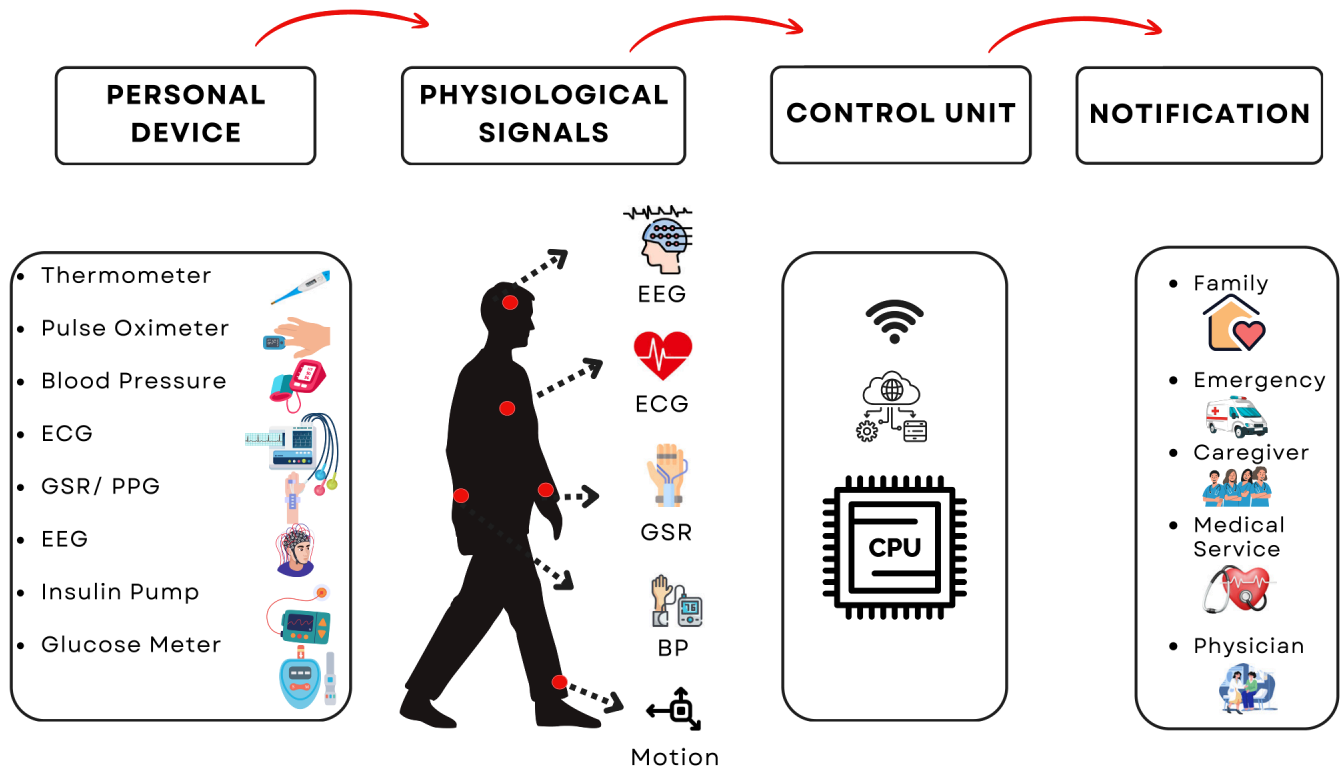 PERSONAL
DEVICE
PHYSIOLOGICAL
SIGNALS
CONTROL UNIT
NOTIFICATION
• Thermometer
• Pulse Oximeter
• Blood Pressure
• ECG
• GSR/ PPG
• EEG
• Insulin Pump
• Glucose Meter
EEG
ECG
GSR
BP
Motion
CPU
• Family
• Emergency
• Caregiver
• Medical
Service
• Physician